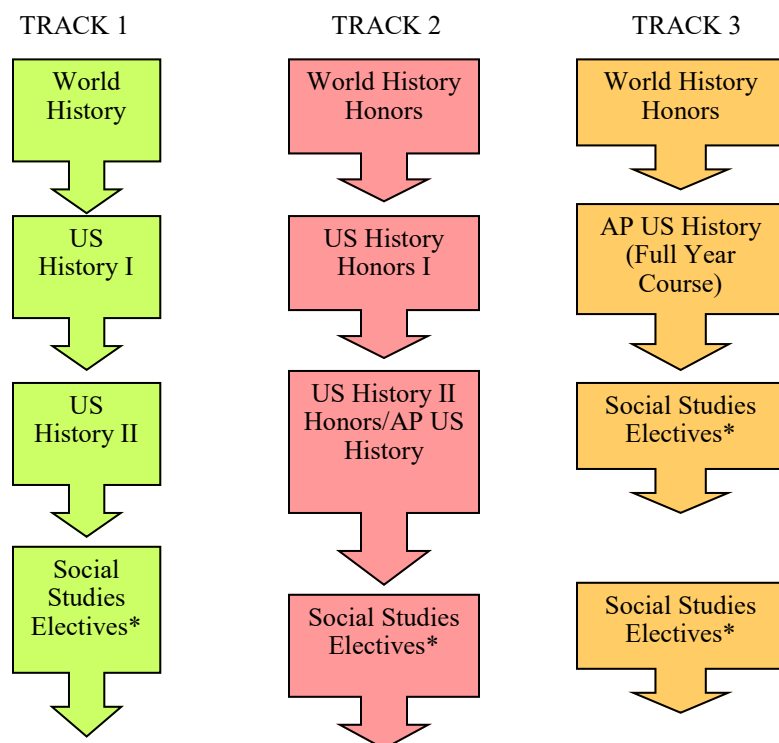 TRACK 1
World
History
US
History I
US
History II
Social
Studies
Electives*
TRACK 2
World History
Honors
US History
Honors I
US History II
Honors/AP US
History
Social Studies
Electives*
TRACK 3
World History
Honors
AP US History
(Full Year
Course)
Social Studies
Electives*
Social Studies
Electives*